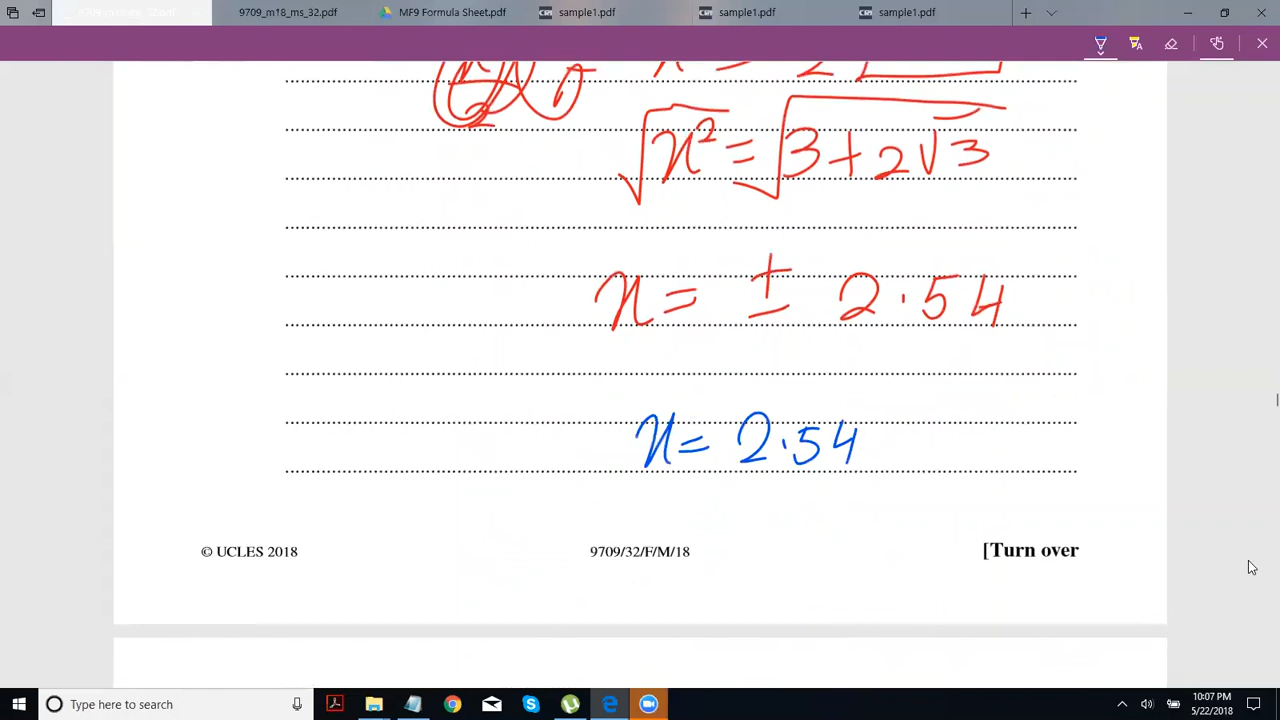 9709_m18_ms_32.pdf
MF9 Formula Sheet.pdf
sample1.pdf
sample1.pdf
sample1.pdf
√x² = √3+2√3
x = ± 2.54
x = 2.54
© UCLES 2018
9709/32/F/M/18
[Turn over
Type here to search
10:07 PM
5/22/2018